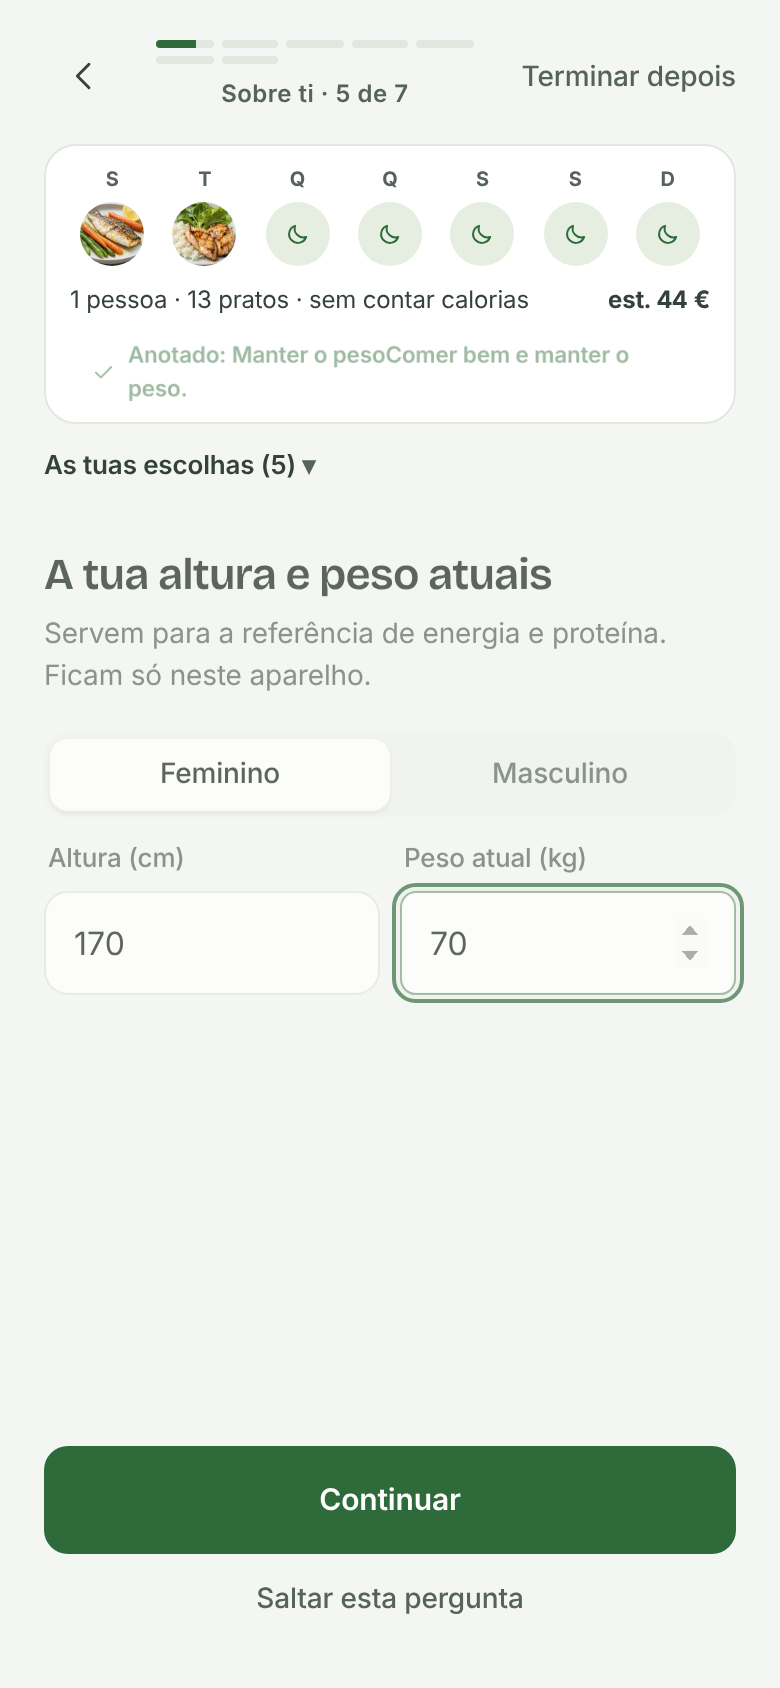 Sobre ti · 5 de 7
Terminar depois
S T Q Q S S D
1 pessoa · 13 pratos · sem contar calorias est. 44 €
Anotado: Manter o pesoComer bem e manter o
peso.
As tuas escolhas (5) ▾
A tua altura e peso atuais
Servem para a referência de energia e proteína.
Ficam só neste aparelho.
Feminino Masculino
Altura (cm) Peso atual (kg)
170 70
Continuar
Saltar esta pergunta